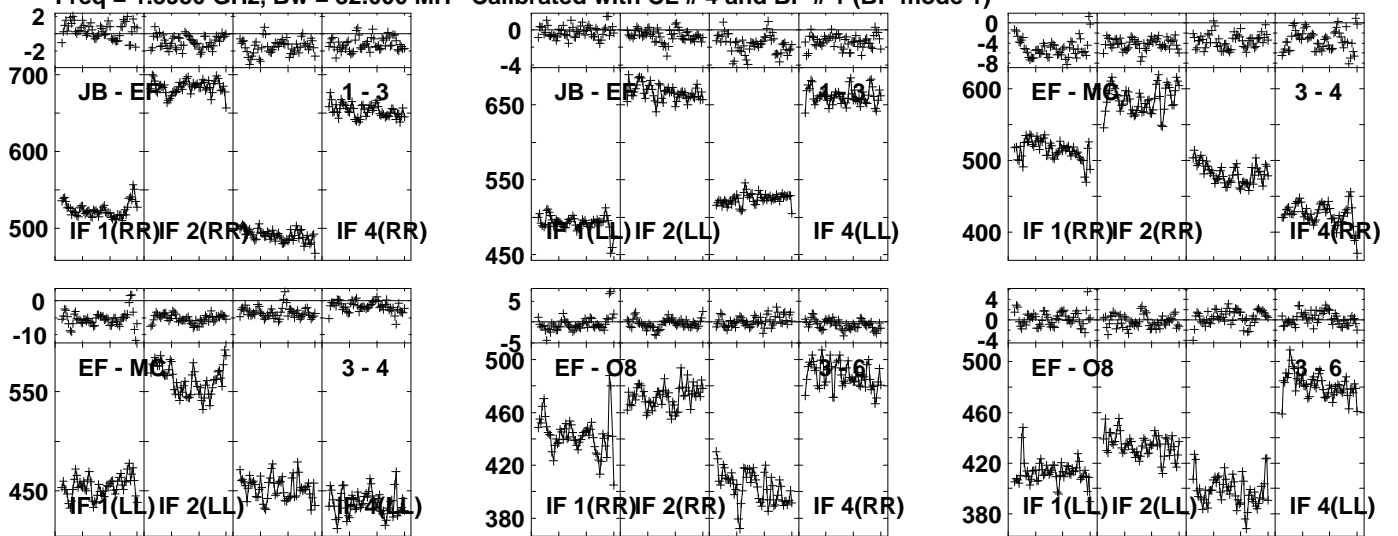 Freq = GHz, Bw = MH Calibrated with CL # 4 and BP # 1 (BP mode 1)
2
-2
700
600
500
JB - EF 1 - 3
IF 1(RR) IF 2(RR) IF 4(RR)
0
-4
650
550
450
JB - EF 1 - 3
IF 1(LL) IF 2(LL) IF 4(LL)
0
-4
-8
600
500
400
EF - MC 3 - 4
IF 1(RR) IF 2(RR) IF 4(RR)
0
-10
550
450
EF - MC 3 - 4
IF 1(LL) IF 2(LL) IF 4(LL)
5
-5
500
460
420
380
EF - O8 3 - 6
IF 1(RR) IF 2(RR) IF 4(RR)
4
0
-4
500
460
420
380
EF - O8 3 - 6
IF 1(LL) IF 2(LL) IF 4(LL)